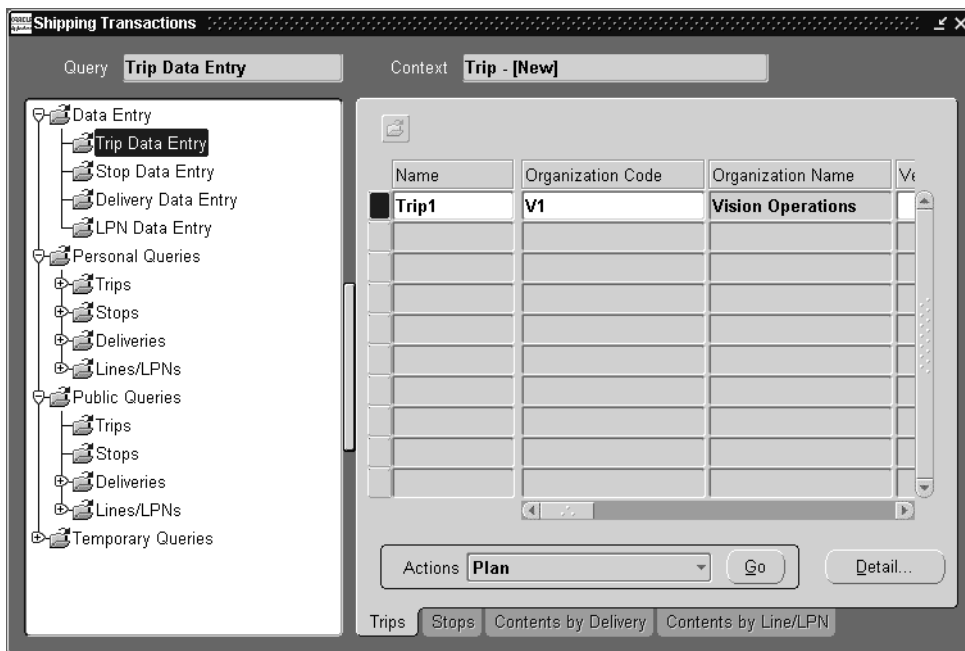 Shipping Transactions
Query Trip Data Entry Context Trip - [New]
Data Entry
Trip Data Entry
Stop Data Entry
Delivery Data Entry
LPN Data Entry
Personal Queries
Trips
Stops
Deliveries
Lines/LPNs
Public Queries
Trips
Stops
Deliveries
Lines/LPNs
Temporary Queries
Name Organization Code Organization Name Ve
Trip1 V1 Vision Operations
Actions Plan Go Detail...
Trips Stops Contents by Delivery Contents by Line/LPN